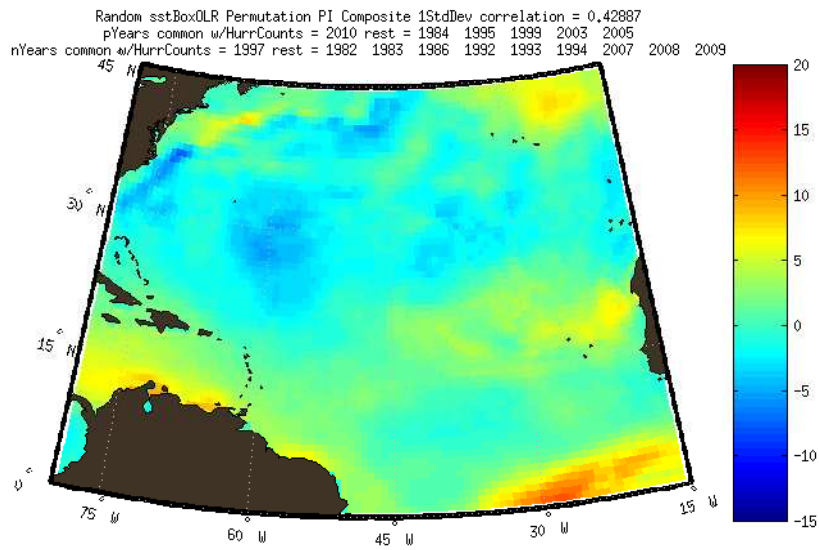 Random sstBoxOLR Permutation PI Composite 1StdDev correlation = 0.42887
pYears common w/HurrCounts = 2010 rest = 1984 1995 1999 2003 2005
nYears common w/HurrCounts = 1997 rest = 1982 1983 1986 1992 1993 1994 2007 2008 2009
45° N
30° N
15° N
0°
75° W
60° W
45° W
30° W
15° W
20
15
10
5
0
-5
-10
-15